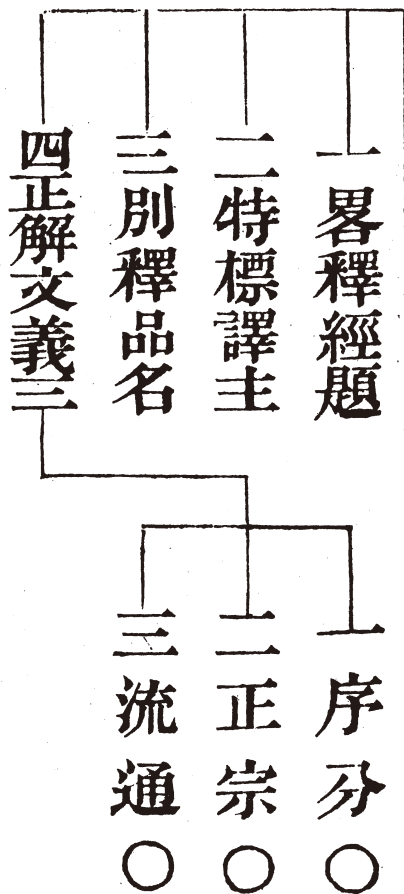 一畧釋經題
二特標譯主
三別釋品名
四正解文義三
一序分○
二正宗○
三流通○